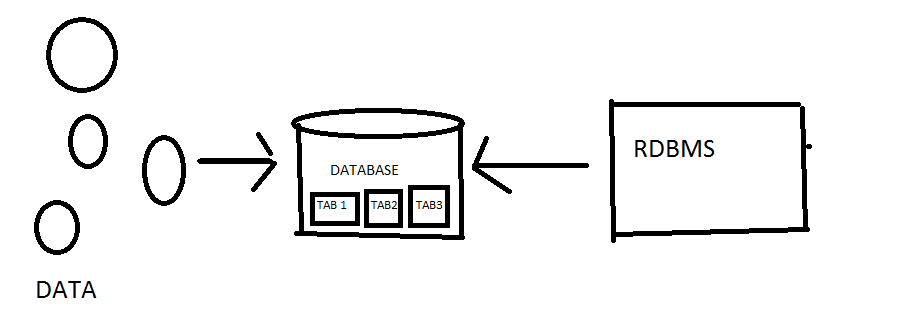 DATA
DATABASE
TAB 1 TAB2 TAB3
RDBMS